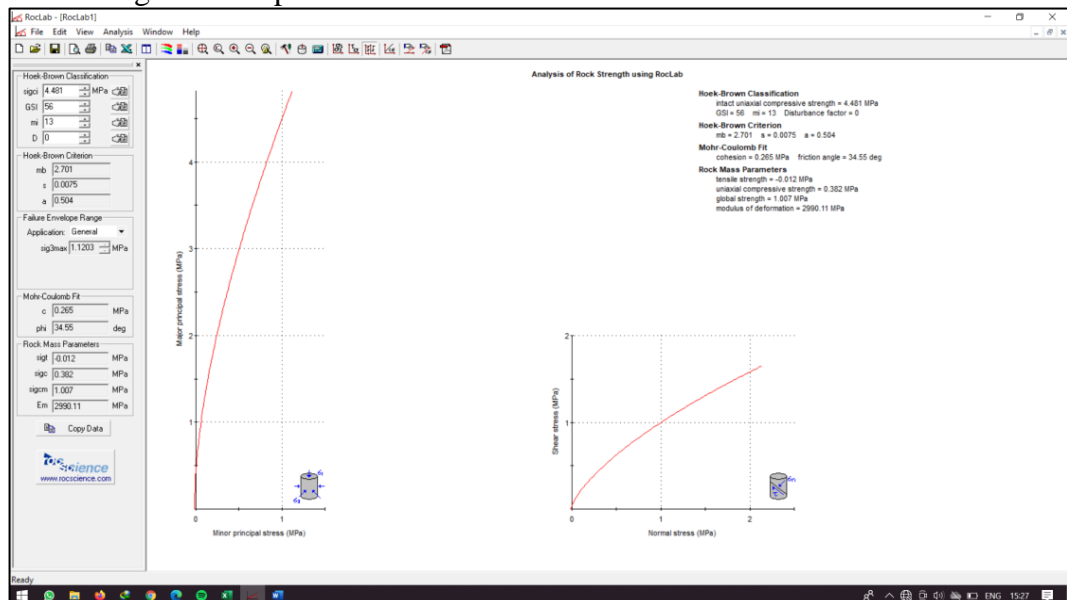 RocLab - [RocLab1]
File Edit View Analysis Window Help
Hoek-Brown Classification
sigci 4.481 MPa
GSI 56
mi 13
D 0
Hoek-Brown Criterion
mb 2.701
s 0.0075
a 0.504
Failure Envelope Range
Application: General
sig3max 1.1203 MPa
Mohr-Coulomb Fit
c 0.265 MPa
phi 34.55 deg
Rock Mass Parameters
sigt -0.012 MPa
sigc 0.382 MPa
sigcm 1.007 MPa
Em 2990.11 MPa
Copy Data
rocscience
www.rocscience.com
Analysis of Rock Strength using RocLab
Hoek-Brown Classification
intact uniaxial compressive strength = 4.481 MPa
GSI = 56 mi = 13 Disturbance factor = 0
Hoek-Brown Criterion
mb = 2.701 s = 0.0075 a = 0.504
Mohr-Coulomb Fit
cohesion = 0.265 MPa friction angle = 34.55 deg
Rock Mass Parameters
tensile strength = -0.012 MPa
uniaxial compressive strength = 0.382 MPa
global strength = 1.007 MPa
modulus of deformation = 2990.11 MPa
Major principal stress (MPa)
4
3
2
1
0 1
Minor principal stress (MPa)
Shear stress (MPa)
2
1
0 1 2
Normal stress (MPa)
Ready
ENG 15:27